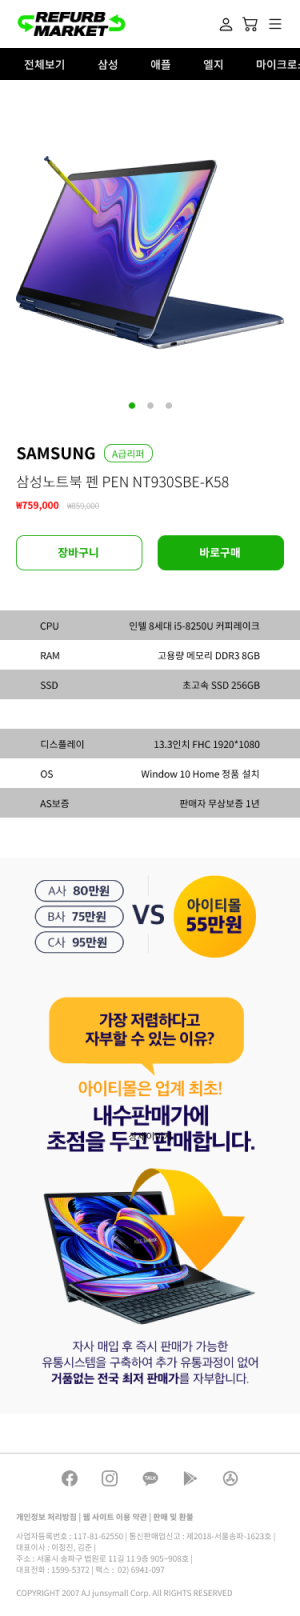 REFURB
MARKET
전체보기 삼성 애플 엘지 마이크로소
SAMSUNG A급리퍼
삼성노트북 펜 PEN NT930SBE-K58
₩759,000 ₩859,000
장바구니 바로구매
CPU 인텔 8세대 i5-8250U 커피레이크
RAM 고용량 메모리 DDR3 8GB
SSD 초고속 SSD 256GB
디스플레이 13.3인치 FHC 1920*1080
OS Window 10 Home 정품 설치
AS보증 판매자 무상보증 1년
A사 80만원
B사 75만원
C사 95만원
VS
아이티몰
55만원
가장 저렴하다고
자부할 수 있는 이유?
아이티몰은 업계 최초!
내수판매가에
초점을 두고 판매합니다.
자사 매입 후 즉시 판매가 가능한
유통시스템을 구축하여 추가 유통과정이 없어
거품없는 전국 최저 판매가를 자부합니다.
TALK
개인정보 처리방침 | 웹 사이트 이용 약관 | 판매 및 환불
사업자등록번호 : 117-81-62550 | 통신판매업신고 : 제2018-서울송파-1623호 |
대표이사 : 이정진, 김준 |
주소 : 서울시 송파구 법원로 11길 11 9층 905~908호 |
대표전화 : 1599-5372 | 팩스 : 02) 6941-097
COPYRIGHT 2007 AJ junsymall Corp. All RIGHTS RESERVED